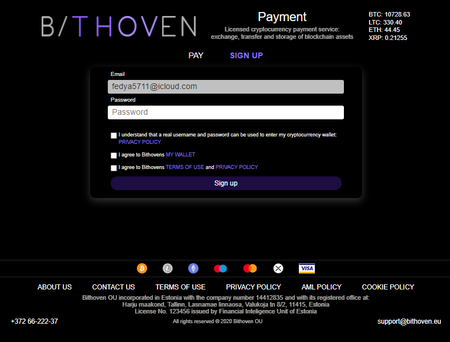 B/THOVEN
Payment
Licensed cryptocurrency payment service:
exchange, transfer and storage of blockchain assets
BTC: 10728.63
LTC: 330.40
ETH: 44.45
XRP: 0.21255
PAY SIGN UP
Email
fedya5711@icloud.com
Password
Password
I understand that a real username and password can be used to enter my cryptocurrency wallet:
PRIVACY POLICY
I agree to Bithovens MY WALLET
I agree to Bithovens TERMS OF USE and PRIVACY POLICY
Sign up
VISA
ABOUT US CONTACT US TERMS OF USE PRIVACY POLICY AML POLICY COOKIE POLICY
Bithoven OU incorporated in Estonia with the company number 14412835 and with its registered office at:
Harju maakond, Tallinn, Lasnamae linnaosa, Valukoja tn 8/2, 11415, Estonia
License No. 123456 issued by Financial Inteligence Unit of Estonia
+372 66-222-37 All rights reserved © 2020 Bithoven OU support@bithoven.eu